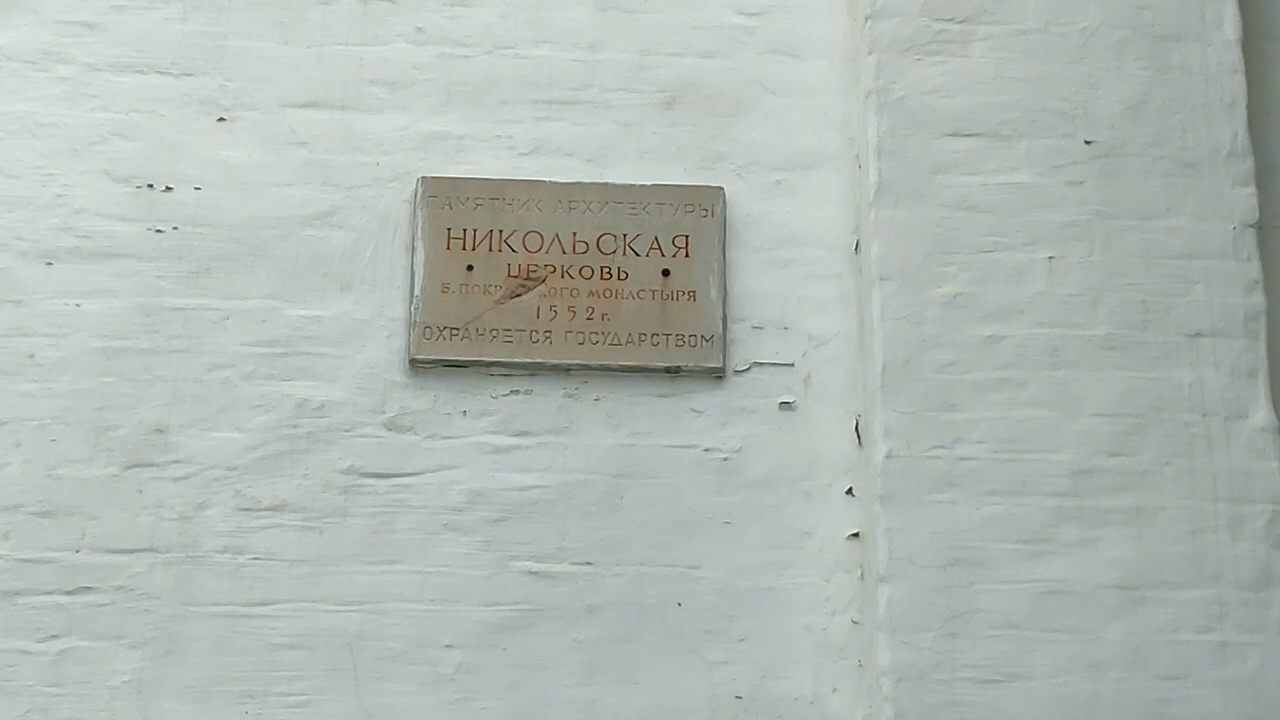 ПАМЯТНИК АРХИТЕКТУРЫ
НИКОЛЬСКАЯ
ЦЕРКОВЬ
Б. МОНАСТЫРЯ
1552 г.
ОХРАНЯЕТСЯ ГОСУДАРСТВОМ